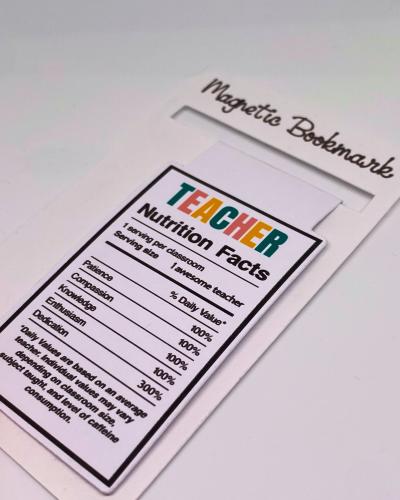 Magnetic Bookmark
TEACHER
Nutrition Facts
1 serving per classroom
Serving size 1 awesome teacher
% Daily Value*
Patience 100%
Compassion 100%
Knowledge 100%
Enthusiasm 100%
Dedication 300%
*Daily Values are based on an average
teacher. Individual values may vary
depending on classroom size,
subject taught, and level of caffeine
consumption.